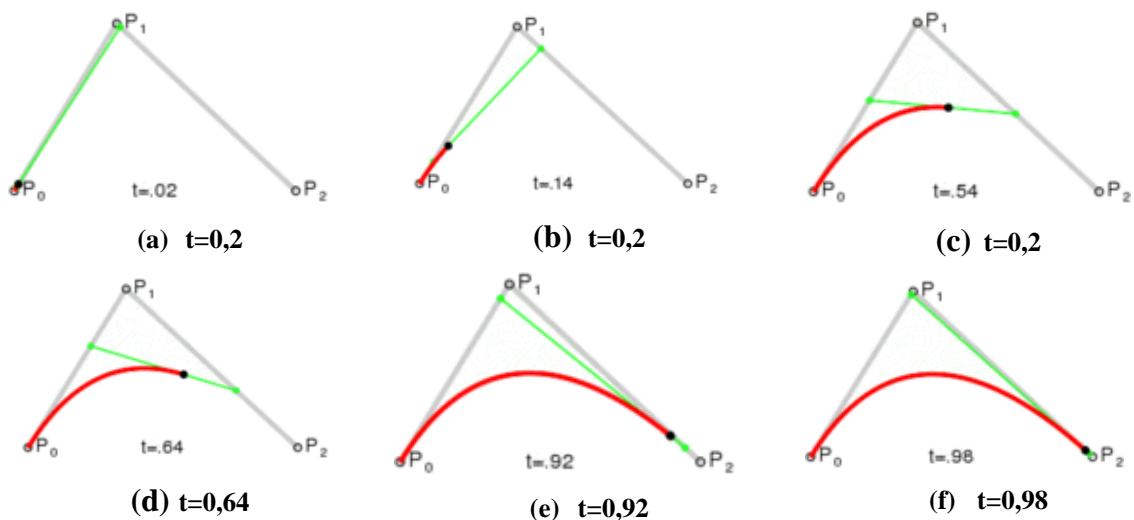 P1
P0
P2
t=.02
(a) t=0,2
P1
P0
P2
t=.14
(b) t=0,2
P1
P0
P2
t=.54
(c) t=0,2
P1
P0
P2
t=.64
(d) t=0,64
P1
P0
P2
t=.92
(e) t=0,92
P1
P0
P2
t=.98
(f) t=0,98